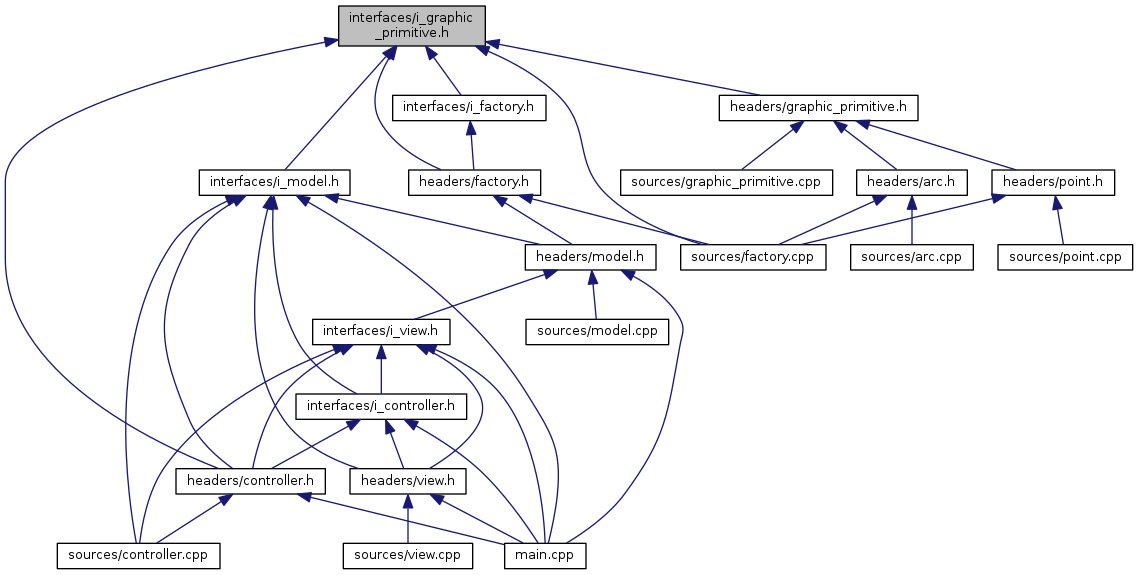 interfaces/i_graphic
_primitive.h
interfaces/i_factory.h
headers/graphic_primitive.h
interfaces/i_model.h
headers/factory.h
sources/graphic_primitive.cpp
headers/arc.h
headers/point.h
headers/model.h
sources/factory.cpp
sources/arc.cpp
sources/point.cpp
interfaces/i_view.h
sources/model.cpp
interfaces/i_controller.h
headers/controller.h
headers/view.h
sources/controller.cpp
sources/view.cpp
main.cpp